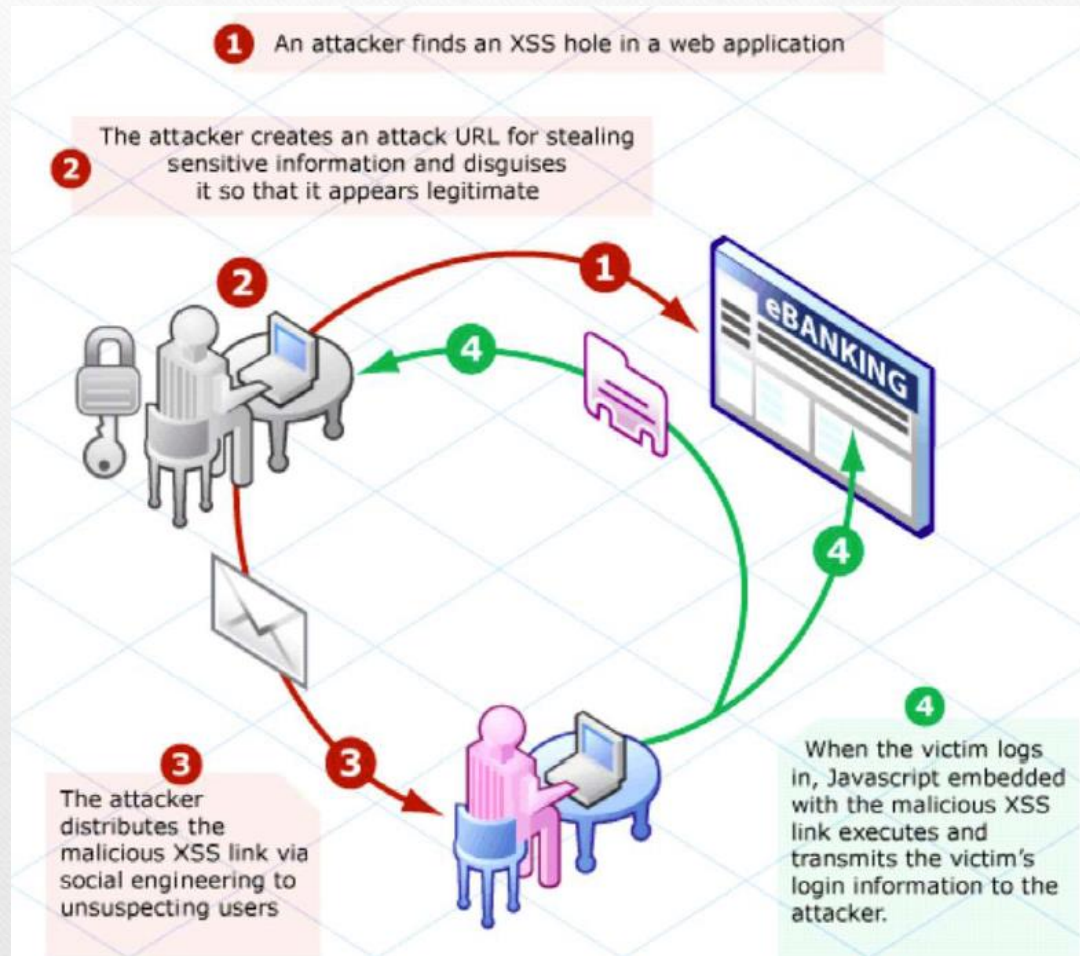 1 An attacker finds an XSS hole in a web application
The attacker creates an attack URL for stealing
2 sensitive information and disguises
it so that it appears legitimate
2
1
4
eBANKING
4
3
3
The attacker
distributes the
malicious XSS link via
social engineering to
unsuspecting users
4
When the victim logs
in, Javascript embedded
with the malicious XSS
link executes and
transmits the victim's
login information to the
attacker.